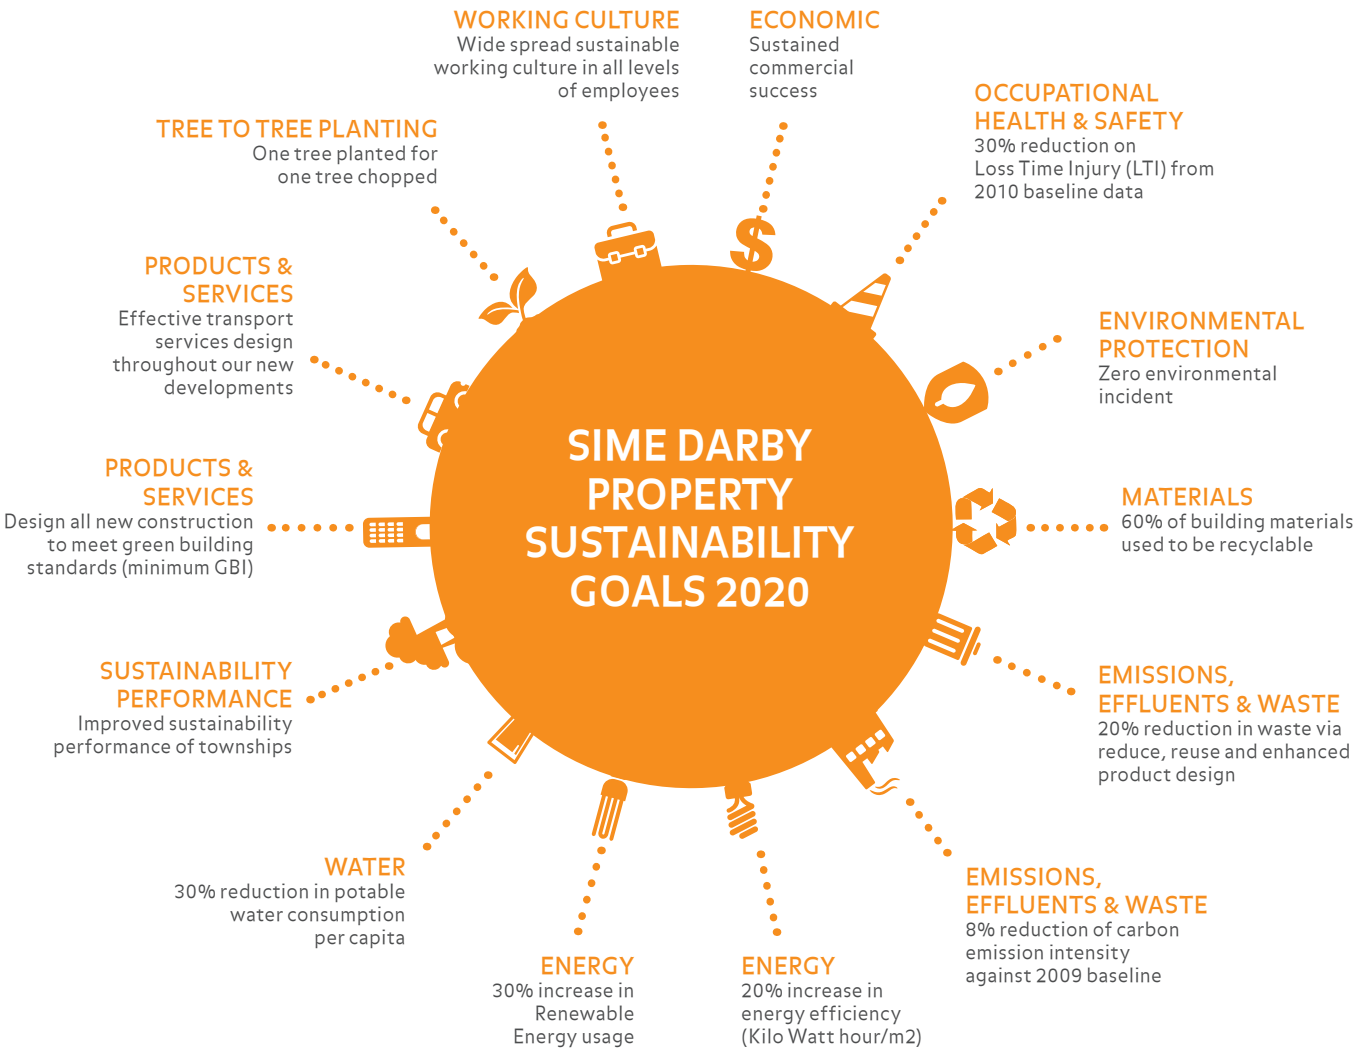 WORKING CULTURE
Wide spread sustainable
working culture in all levels
of employees
ECONOMIC
Sustained
commercial
success
OCCUPATIONAL
HEALTH & SAFETY
30% reduction on
Loss Time Injury (LTI) from
2010 baseline data
ENVIRONMENTAL
PROTECTION
Zero environmental
incident
MATERIALS
60% of building materials
used to be recyclable
EMISSIONS,
EFFLUENTS & WASTE
20% reduction in waste via
reduce, reuse and enhanced
product design
EMISSIONS,
EFFLUENTS & WASTE
8% reduction of carbon
emission intensity
against 2009 baseline
ENERGY
20% increase in
energy efficiency
(Kilo Watt hour/m2)
ENERGY
30% increase in
Renewable
Energy usage
WATER
30% reduction in potable
water consumption
per capita
SUSTAINABILITY
PERFORMANCE
Improved sustainability
performance of townships
PRODUCTS &
SERVICES
Design all new construction
to meet green building
standards (minimum GBI)
PRODUCTS &
SERVICES
Effective transport
services design
throughout our new
developments
TREE TO TREE PLANTING
One tree planted for
one tree chopped
SIME DARBY
PROPERTY
SUSTAINABILITY
GOALS 2020
$